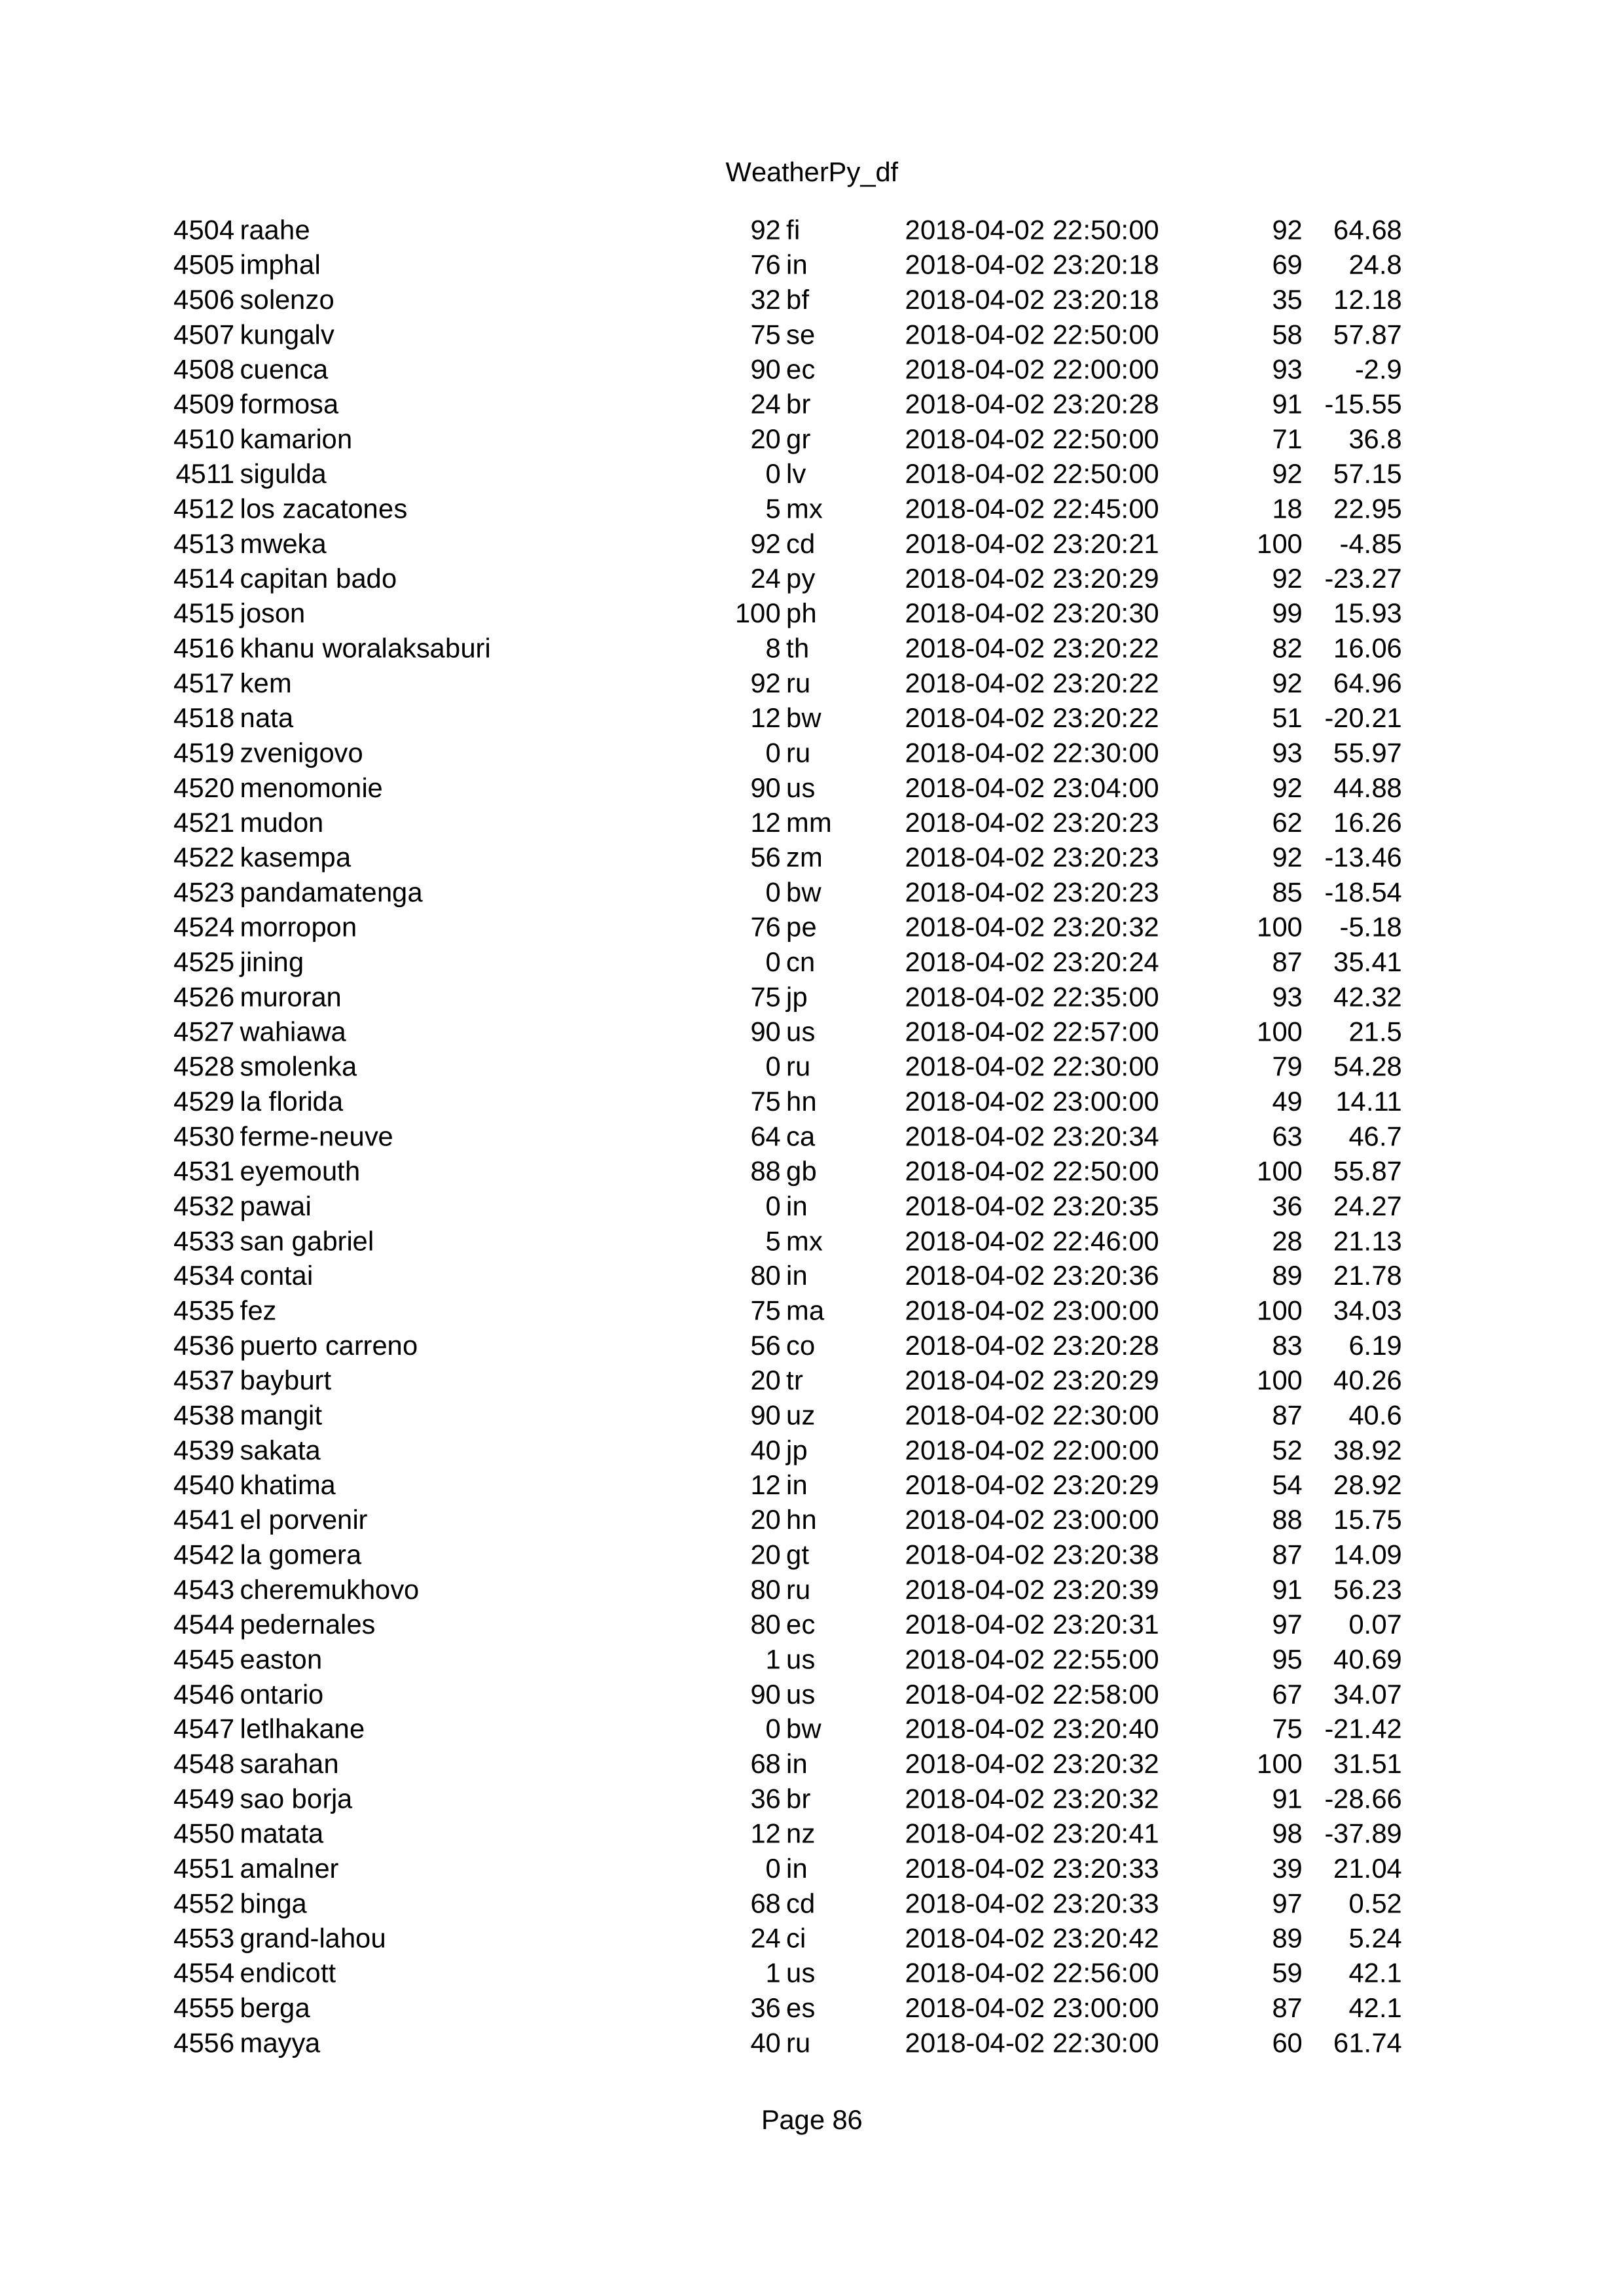 WeatherPy_df
4504 raahe 92 fi 2018-04-02 22:50:00 92 64.68
4505 imphal 76 in 2018-04-02 23:20:18 69 24.8
4506 solenzo 32 bf 2018-04-02 23:20:18 35 12.18
4507 kungalv 75 se 2018-04-02 22:50:00 58 57.87
4508 cuenca 90 ec 2018-04-02 22:00:00 93 -2.9
4509 formosa 24 br 2018-04-02 23:20:28 91 -15.55
4510 kamarion 20 gr 2018-04-02 22:50:00 71 36.8
4511 sigulda 0 lv 2018-04-02 22:50:00 92 57.15
4512 los zacatones 5 mx 2018-04-02 22:45:00 18 22.95
4513 mweka 92 cd 2018-04-02 23:20:21 100 -4.85
4514 capitan bado 24 py 2018-04-02 23:20:29 92 -23.27
4515 joson 100 ph 2018-04-02 23:20:30 99 15.93
4516 khanu woralaksaburi 8 th 2018-04-02 23:20:22 82 16.06
4517 kem 92 ru 2018-04-02 23:20:22 92 64.96
4518 nata 12 bw 2018-04-02 23:20:22 51 -20.21
4519 zvenigovo 0 ru 2018-04-02 22:30:00 93 55.97
4520 menomonie 90 us 2018-04-02 23:04:00 92 44.88
4521 mudon 12 mm 2018-04-02 23:20:23 62 16.26
4522 kasempa 56 zm 2018-04-02 23:20:23 92 -13.46
4523 pandamatenga 0 bw 2018-04-02 23:20:23 85 -18.54
4524 morropon 76 pe 2018-04-02 23:20:32 100 -5.18
4525 jining 0 cn 2018-04-02 23:20:24 87 35.41
4526 muroran 75 jp 2018-04-02 22:35:00 93 42.32
4527 wahiawa 90 us 2018-04-02 22:57:00 100 21.5
4528 smolenka 0 ru 2018-04-02 22:30:00 79 54.28
4529 la florida 75 hn 2018-04-02 23:00:00 49 14.11
4530 ferme-neuve 64 ca 2018-04-02 23:20:34 63 46.7
4531 eyemouth 88 gb 2018-04-02 22:50:00 100 55.87
4532 pawai 0 in 2018-04-02 23:20:35 36 24.27
4533 san gabriel 5 mx 2018-04-02 22:46:00 28 21.13
4534 contai 80 in 2018-04-02 23:20:36 89 21.78
4535 fez 75 ma 2018-04-02 23:00:00 100 34.03
4536 puerto carreno 56 co 2018-04-02 23:20:28 83 6.19
4537 bayburt 20 tr 2018-04-02 23:20:29 100 40.26
4538 mangit 90 uz 2018-04-02 22:30:00 87 40.6
4539 sakata 40 jp 2018-04-02 22:00:00 52 38.92
4540 khatima 12 in 2018-04-02 23:20:29 54 28.92
4541 el porvenir 20 hn 2018-04-02 23:00:00 88 15.75
4542 la gomera 20 gt 2018-04-02 23:20:38 87 14.09
4543 cheremukhovo 80 ru 2018-04-02 23:20:39 91 56.23
4544 pedernales 80 ec 2018-04-02 23:20:31 97 0.07
4545 easton 1 us 2018-04-02 22:55:00 95 40.69
4546 ontario 90 us 2018-04-02 22:58:00 67 34.07
4547 letlhakane 0 bw 2018-04-02 23:20:40 75 -21.42
4548 sarahan 68 in 2018-04-02 23:20:32 100 31.51
4549 sao borja 36 br 2018-04-02 23:20:32 91 -28.66
4550 matata 12 nz 2018-04-02 23:20:41 98 -37.89
4551 amalner 0 in 2018-04-02 23:20:33 39 21.04
4552 binga 68 cd 2018-04-02 23:20:33 97 0.52
4553 grand-lahou 24 ci 2018-04-02 23:20:42 89 5.24
4554 endicott 1 us 2018-04-02 22:56:00 59 42.1
4555 berga 36 es 2018-04-02 23:00:00 87 42.1
4556 mayya 40 ru 2018-04-02 22:30:00 60 61.74
Page 86